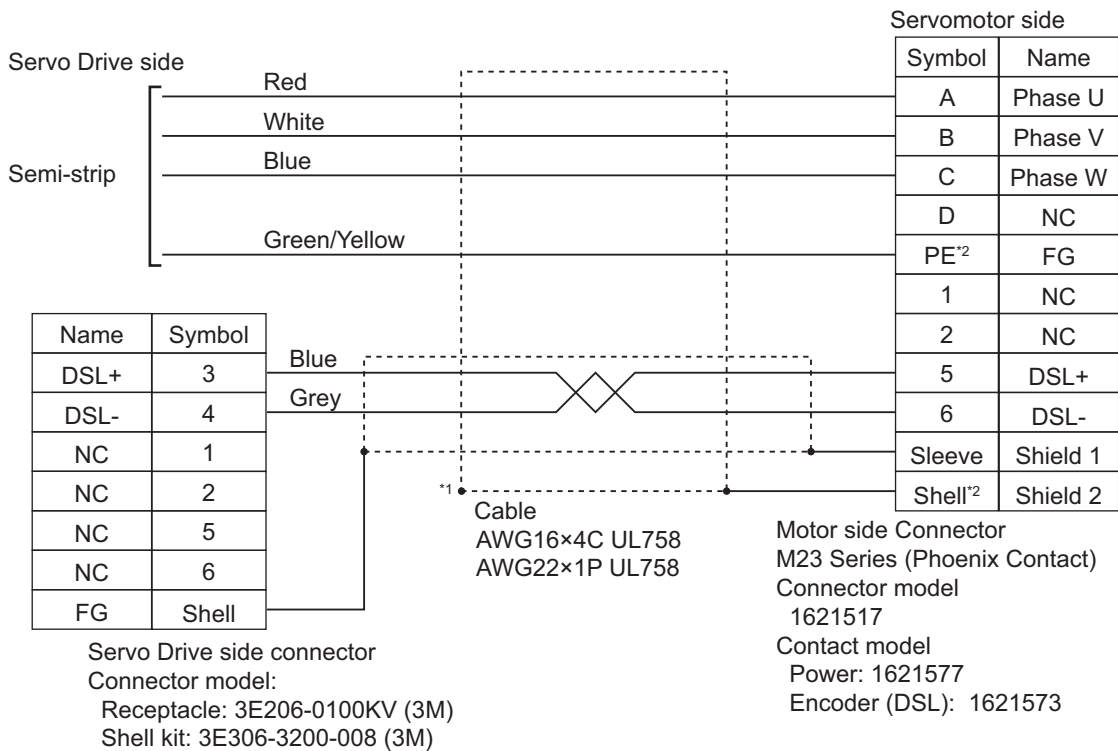 Servomotor side
Servo Drive side
Symbol Name
Red
A Phase U
White
B Phase V
Blue
Semi-strip
C Phase W
D NC
Green/Yellow
PE*2 FG
1 NC
2 NC
Name Symbol
Blue
DSL+ 3
5 DSL+
Grey
DSL- 4
6 DSL-
NC 1
Sleeve Shield 1
NC 2
*1
Shell*2 Shield 2
NC 5
NC 6
FG Shell
Cable
AWG16×4C UL758
AWG22×1P UL758
Motor side Connector
M23 Series (Phoenix Contact)
Connector model
1621517
Contact model
Power: 1621577
Encoder (DSL): 1621573
Servo Drive side connector
Connector model:
Receptacle: 3E206-0100KV (3M)
Shell kit: 3E306-3200-008 (3M)